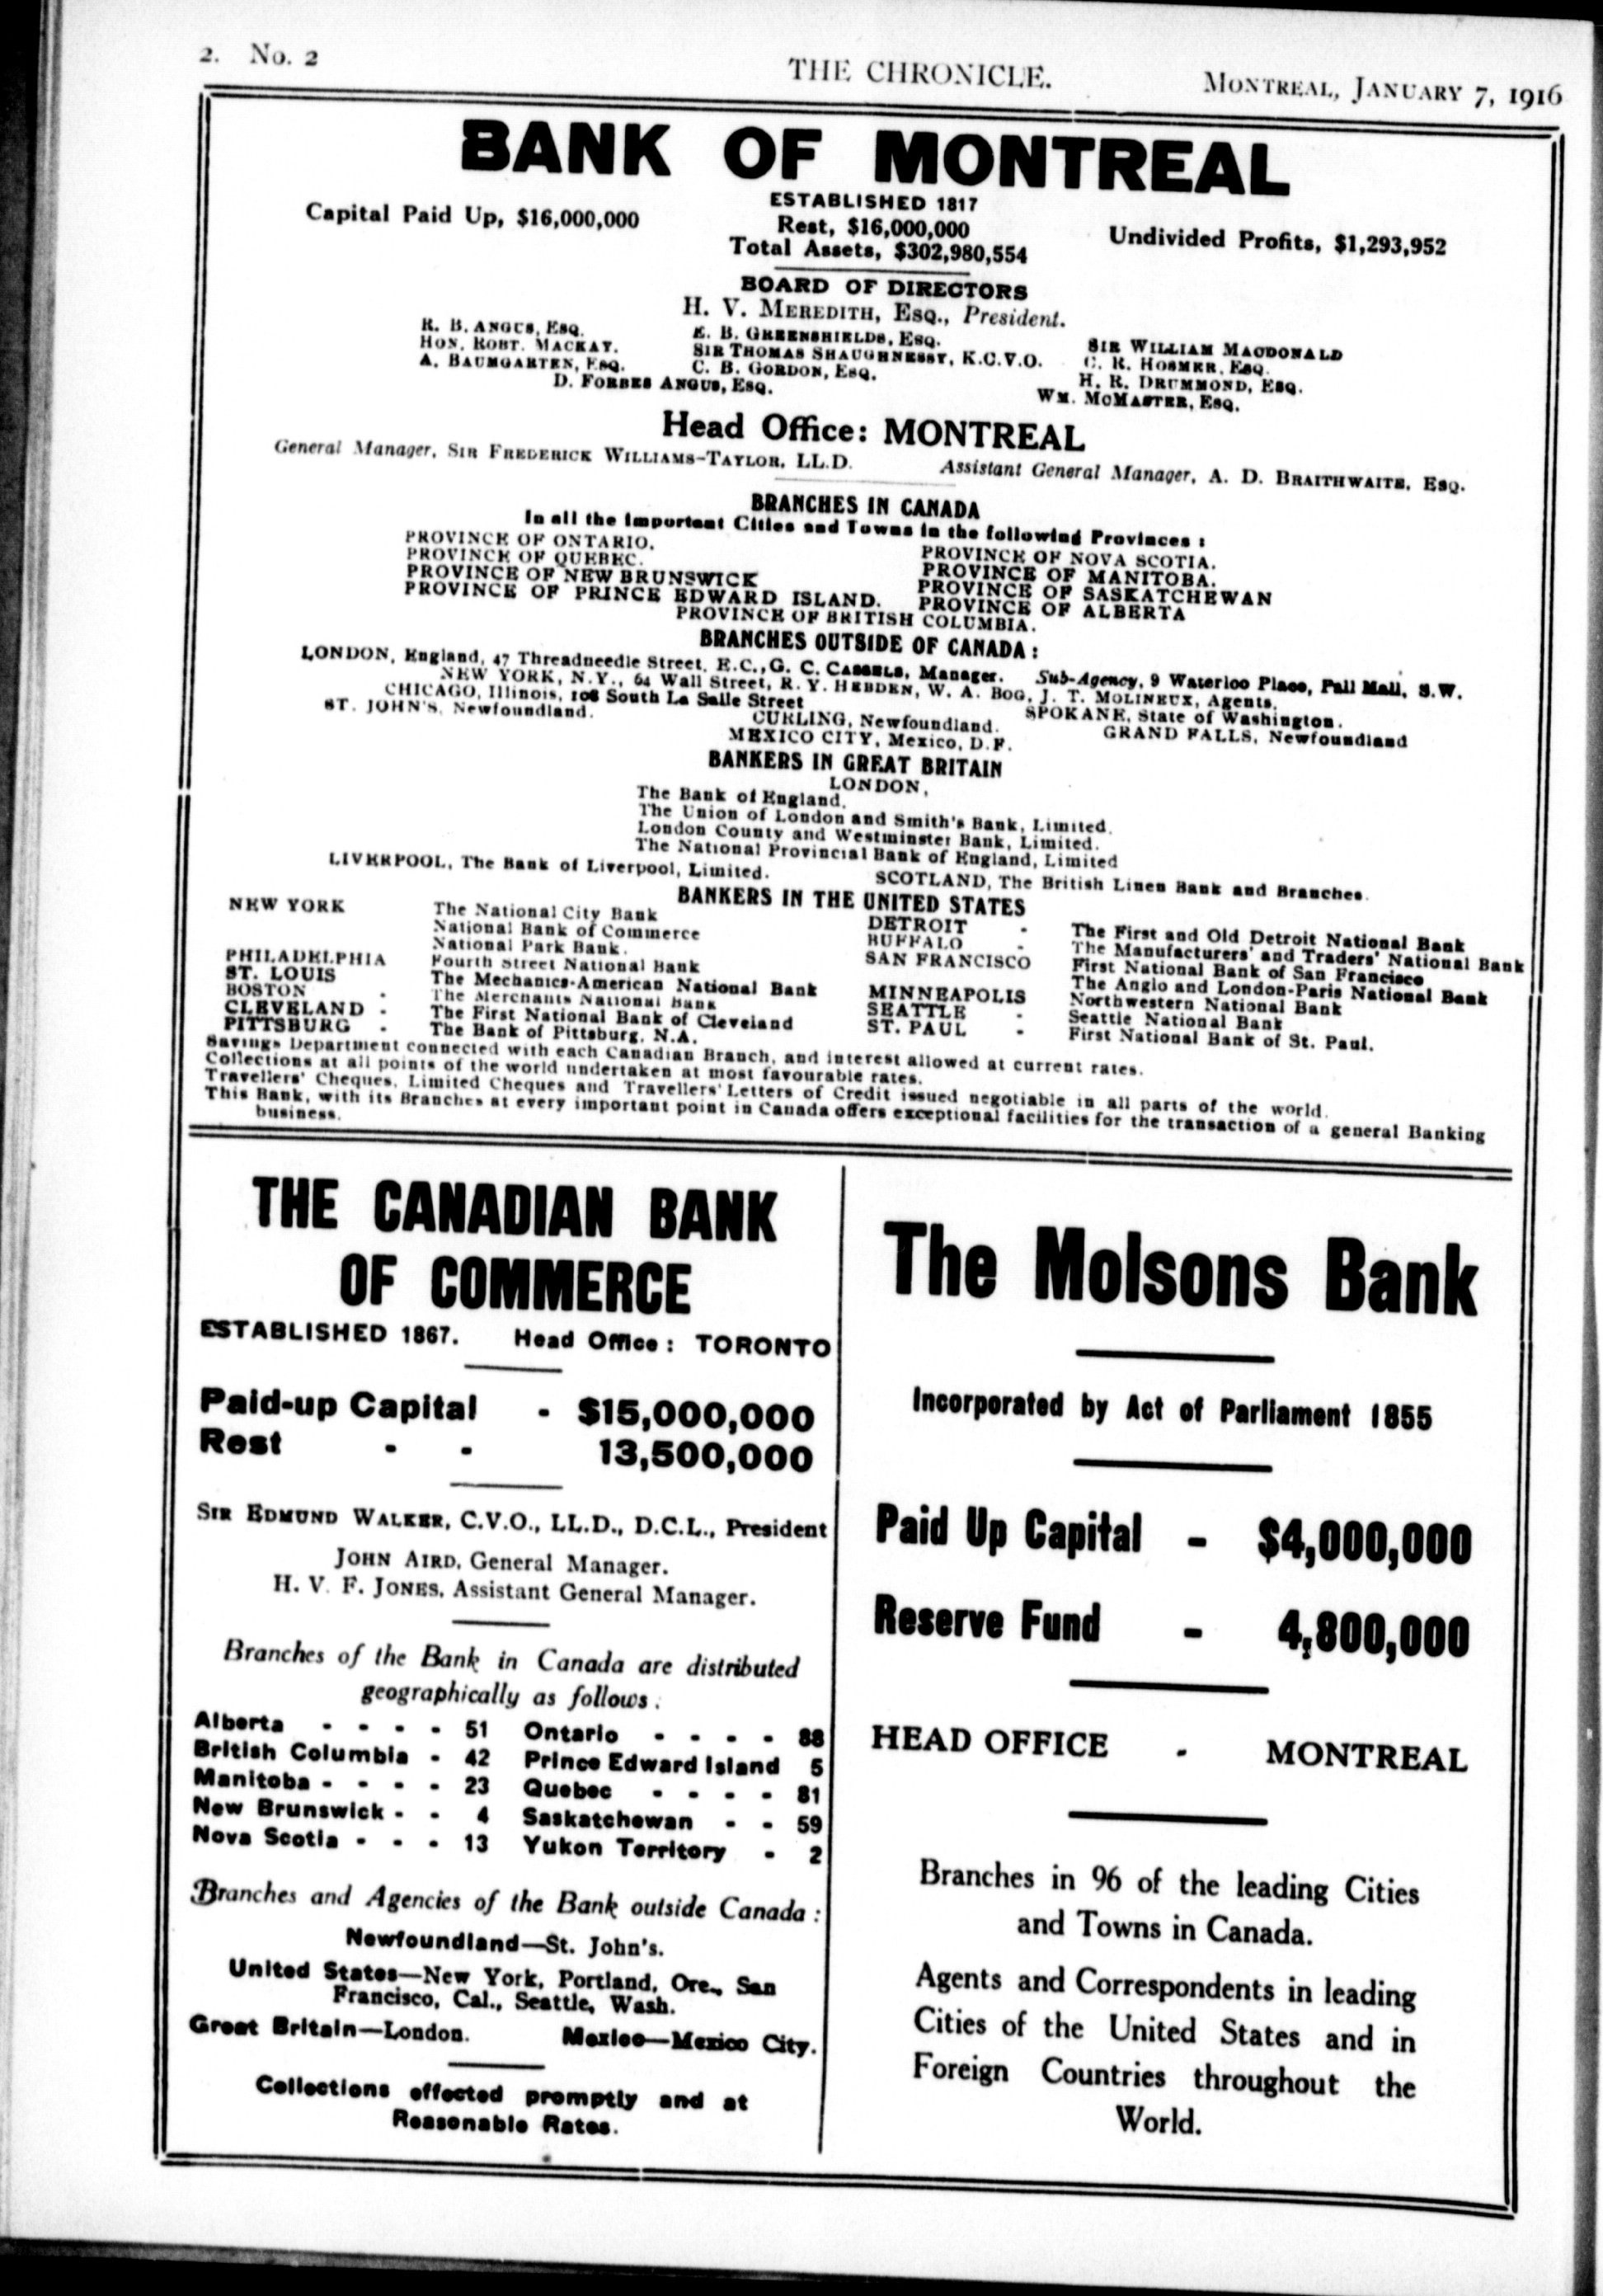 2. No. 2
THE CHRONICLE.
MONTREAL, JANUARY 7, 1916
BANK OF MONTREAL
ESTABLISHED 1817
Capital Paid Up, $16,000,000
Rest, $16,000,000
Undivided Profits, $1,293,952
Total Assets, $302,980,554
BOARD OF DIRECTORS
H. V. MEREDITH, ESQ., President.
R. B. ANGUS, ESQ.
E. B. GREENSHIELDS, ESQ.
SIR WILLIAM MACDONALD
HON. ROBT. MACKAY.
SIR THOMAS SHAUGHNESSY, K.C.V.O.
C. R. HOSMER, ESQ.
A. BAUMGARTEN, ESQ.
C. B. GORDON, ESQ.
H. R. DRUMMOND, ESQ.
D. FORBES ANGUS, ESQ.
WM. MCMASTER, ESQ.
Head Office: MONTREAL
General Manager, SIR FREDERICK WILLIAMS-TAYLOR, LL.D.
Assistant General Manager, A. D. BRAITHWAITE, ESQ.
BRANCHES IN CANADA
In all the important Cities and Towns in the following Provinces :
PROVINCE OF ONTARIO.
PROVINCE OF NOVA SCOTIA.
PROVINCE OF QUEBEC.
PROVINCE OF MANITOBA.
PROVINCE OF NEW BRUNSWICK
PROVINCE OF SASKATCHEWAN
PROVINCE OF PRINCE EDWARD ISLAND.
PROVINCE OF ALBERTA
PROVINCE OF BRITISH COLUMBIA.
BRANCHES OUTSIDE OF CANADA :
LONDON, England, 47 Threadneedle Street, E.C., G. C. CASSELS, Manager. Sub-Agency, 9 Waterloo Place, Pall Mall, S.W.
NEW YORK, N.Y., 64 Wall Street, R. Y. HEBDEN, W. A. BOG, J. T. MOLINEUX, Agents.
CHICAGO, Illinois, 108 South La Salle Street
SPOKANE, State of Washington.
ST. JOHN'S, Newfoundland.
CURLING, Newfoundland.
GRAND FALLS, Newfoundland
MEXICO CITY, Mexico, D.F.
BANKERS IN GREAT BRITAIN
LONDON,
The Bank of England.
The Union of London and Smith's Bank, Limited.
London County and Westminster Bank, Limited.
The National Provincial Bank of England, Limited
LIVERPOOL, The Bank of Liverpool, Limited.
SCOTLAND, The British Linen Bank and Branches.
BANKERS IN THE UNITED STATES
NEW YORK The National City Bank
National Bank of Commerce
National Park Bank.
PHILADELPHIA Fourth Street National Bank
ST. LOUIS The Mechanics-American National Bank
BOSTON - The Merchants National Bank
CLEVELAND - The First National Bank of Cleveland
PITTSBURG - The Bank of Pittsburg, N.A.
DETROIT - The First and Old Detroit National Bank
BUFFALO - The Manufacturers' and Traders' National Bank
SAN FRANCISCO First National Bank of San Francisco
The Anglo and London-Paris National Bank
MINNEAPOLIS Northwestern National Bank
SEATTLE - Seattle National Bank
ST. PAUL - First National Bank of St. Paul.
Savings Department connected with each Canadian Branch, and interest allowed at current rates.
Collections at all points of the world undertaken at most favourable rates.
Travellers' Cheques, Limited Cheques and Travellers' Letters of Credit issued negotiable in all parts of the world.
This Bank, with its Branches at every important point in Canada offers exceptional facilities for the transaction of a general Banking
business.
THE CANADIAN BANK
OF COMMERCE
ESTABLISHED 1867. Head Office : TORONTO
Paid-up Capital - $15,000,000
Rest - - 13,500,000
SIR EDMUND WALKER, C.V.O., LL.D., D.C.L., President
JOHN AIRD, General Manager.
H. V. F. JONES, Assistant General Manager.
Branches of the Bank in Canada are distributed
geographically as follows.
Alberta - - - - 51 Ontario - - - - 88
British Columbia - 42 Prince Edward Island 5
Manitoba - - - - 23 Quebec - - - - 81
New Brunswick - - 4 Saskatchewan - - 59
Nova Scotia - - - 13 Yukon Territory - 2
Branches and Agencies of the Bank outside Canada :
Newfoundland—St. John's.
United States—New York, Portland, Ore., San
Francisco, Cal., Seattle, Wash.
Great Britain—London. Mexico—Mexico City.
Collections effected promptly and at
Reasonable Rates.
The Molsons Bank
Incorporated by Act of Parliament 1855
Paid Up Capital - $4,000,000
Reserve Fund - 4,800,000
HEAD OFFICE - MONTREAL
Branches in 96 of the leading Cities
and Towns in Canada.
Agents and Correspondents in leading
Cities of the United States and in
Foreign Countries throughout the
World.